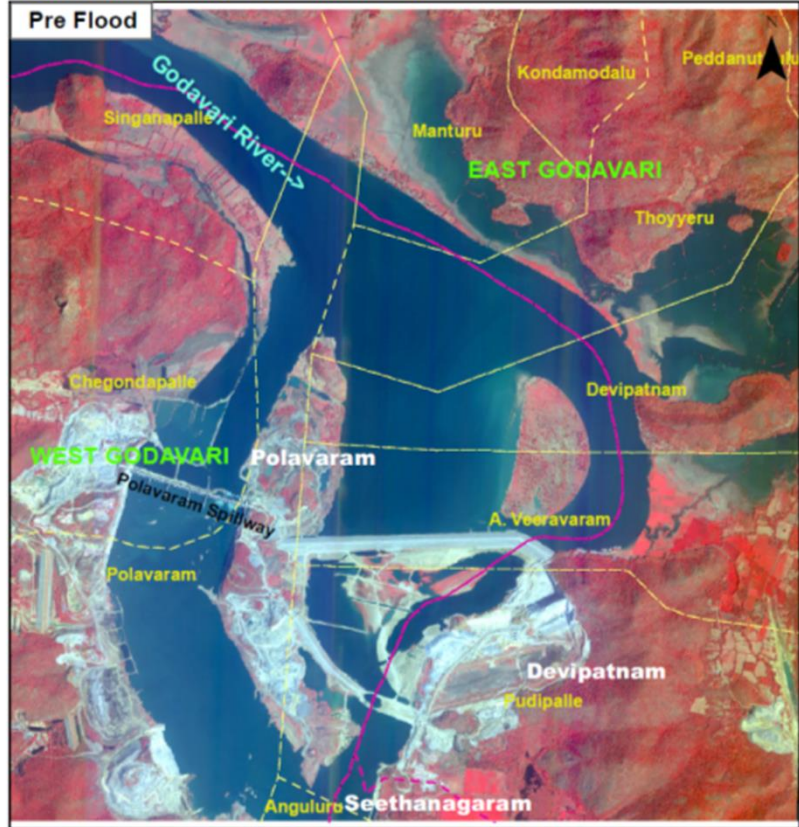 Pre Flood
N
Godavari River-->
Singanapalle
Kondamodalu
Manturu
EAST GODAVARI
Thoyyeru
Chegondapalle
Devipatnam
WEST GODAVARI
Polavaram
Polavaram Spillway
A. Veeravaram
Polavaram
Devipatnam
Pudipalle
Anguluru
Seethanagaram